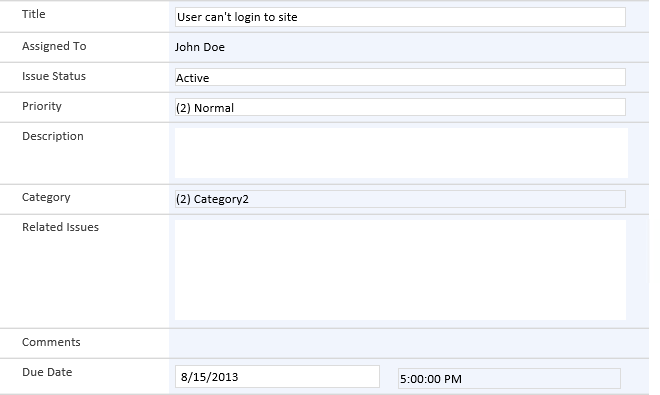 Title User can't login to site
Assigned To John Doe
Issue Status Active
Priority (2) Normal
Description
Category (2) Category2
Related Issues
Comments
Due Date 8/15/2013 5:00:00 PM